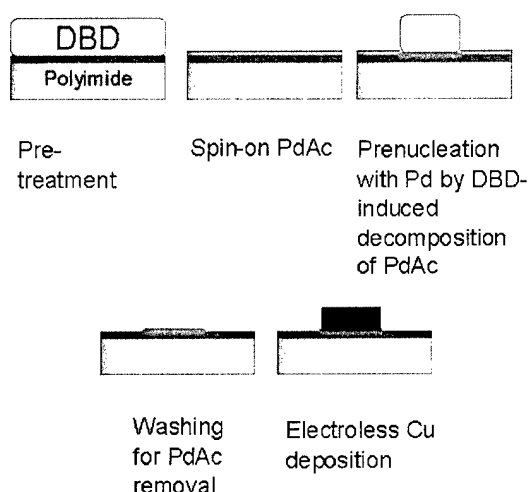 DBD
Polyimide
Pre-
treatment
Spin-on PdAc
Prenucleation
with Pd by DBD-
induced
decomposition
of PdAc
Washing
for PdAc
removal
Electroless Cu
deposition